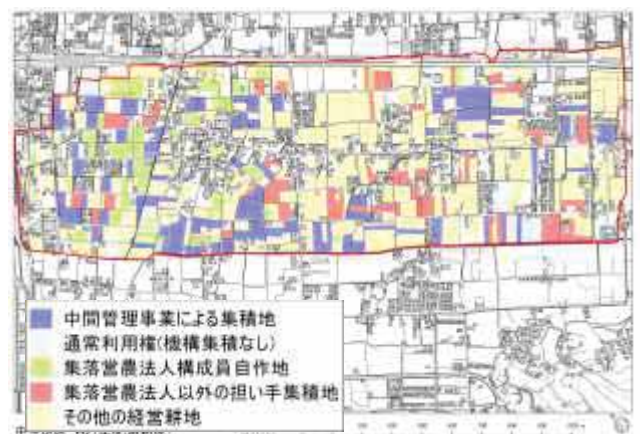 中間管理事業による集積地
通常利用権(機構集積なし)
集落営農法人構成員自作地
集落営農法人以外の担い手集積地
その他の経営耕地